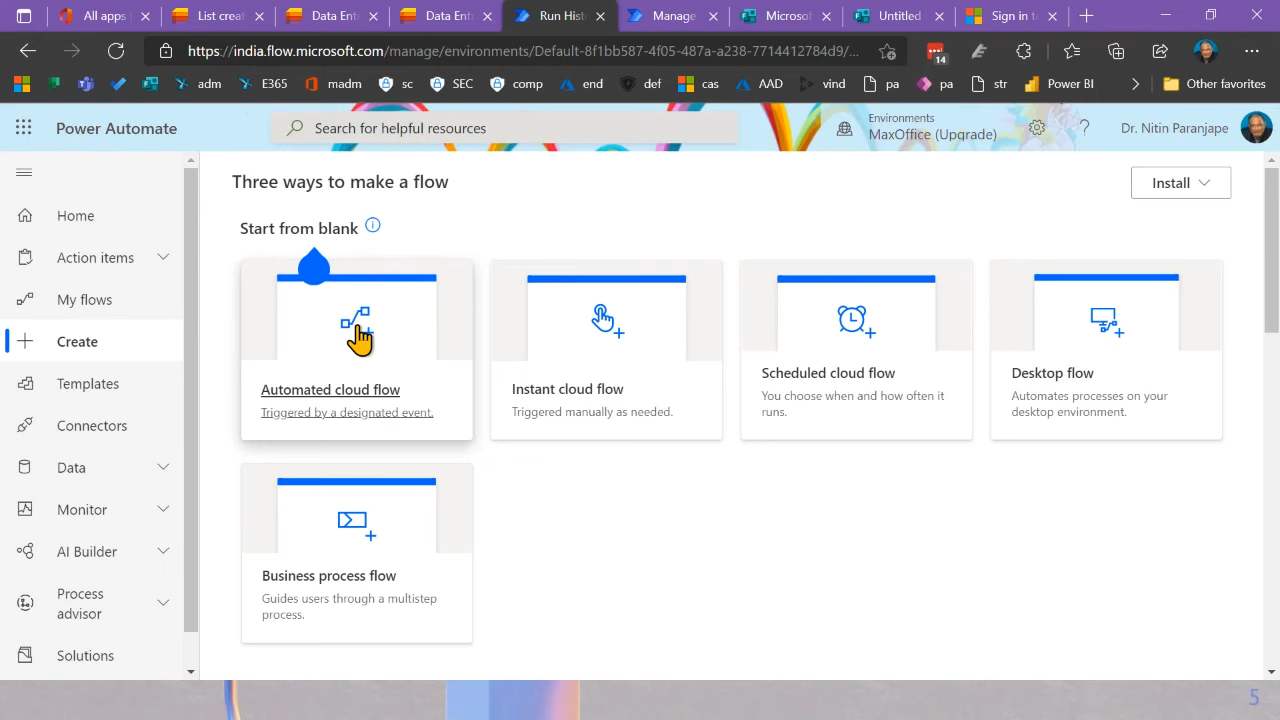 All apps
List creat
Data Enti
Data Enti
Run Histo
Manage
Microsof
Untitled
Sign in ta
https://india.flow.microsoft.com/manage/environments/Default-8f1bb587-4f05-487a-a238-7714412784d9/...
14
adm
E365
madm
sc
SEC
comp
end
def
cas
AAD
vind
pa
pa
str
Power BI
Other favorites
Power Automate
Search for helpful resources
Environments
MaxOffice (Upgrade)
Dr. Nitin Paranjape
Home
Action items
My flows
Create
Templates
Connectors
Data
Monitor
AI Builder
Process
advisor
Solutions
Three ways to make a flow
Install
Start from blank
Automated cloud flow
Triggered by a designated event.
Instant cloud flow
Triggered manually as needed.
Scheduled cloud flow
You choose when and how often it
runs.
Desktop flow
Automates processes on your
desktop environment.
Business process flow
Guides users through a multistep
process.
5